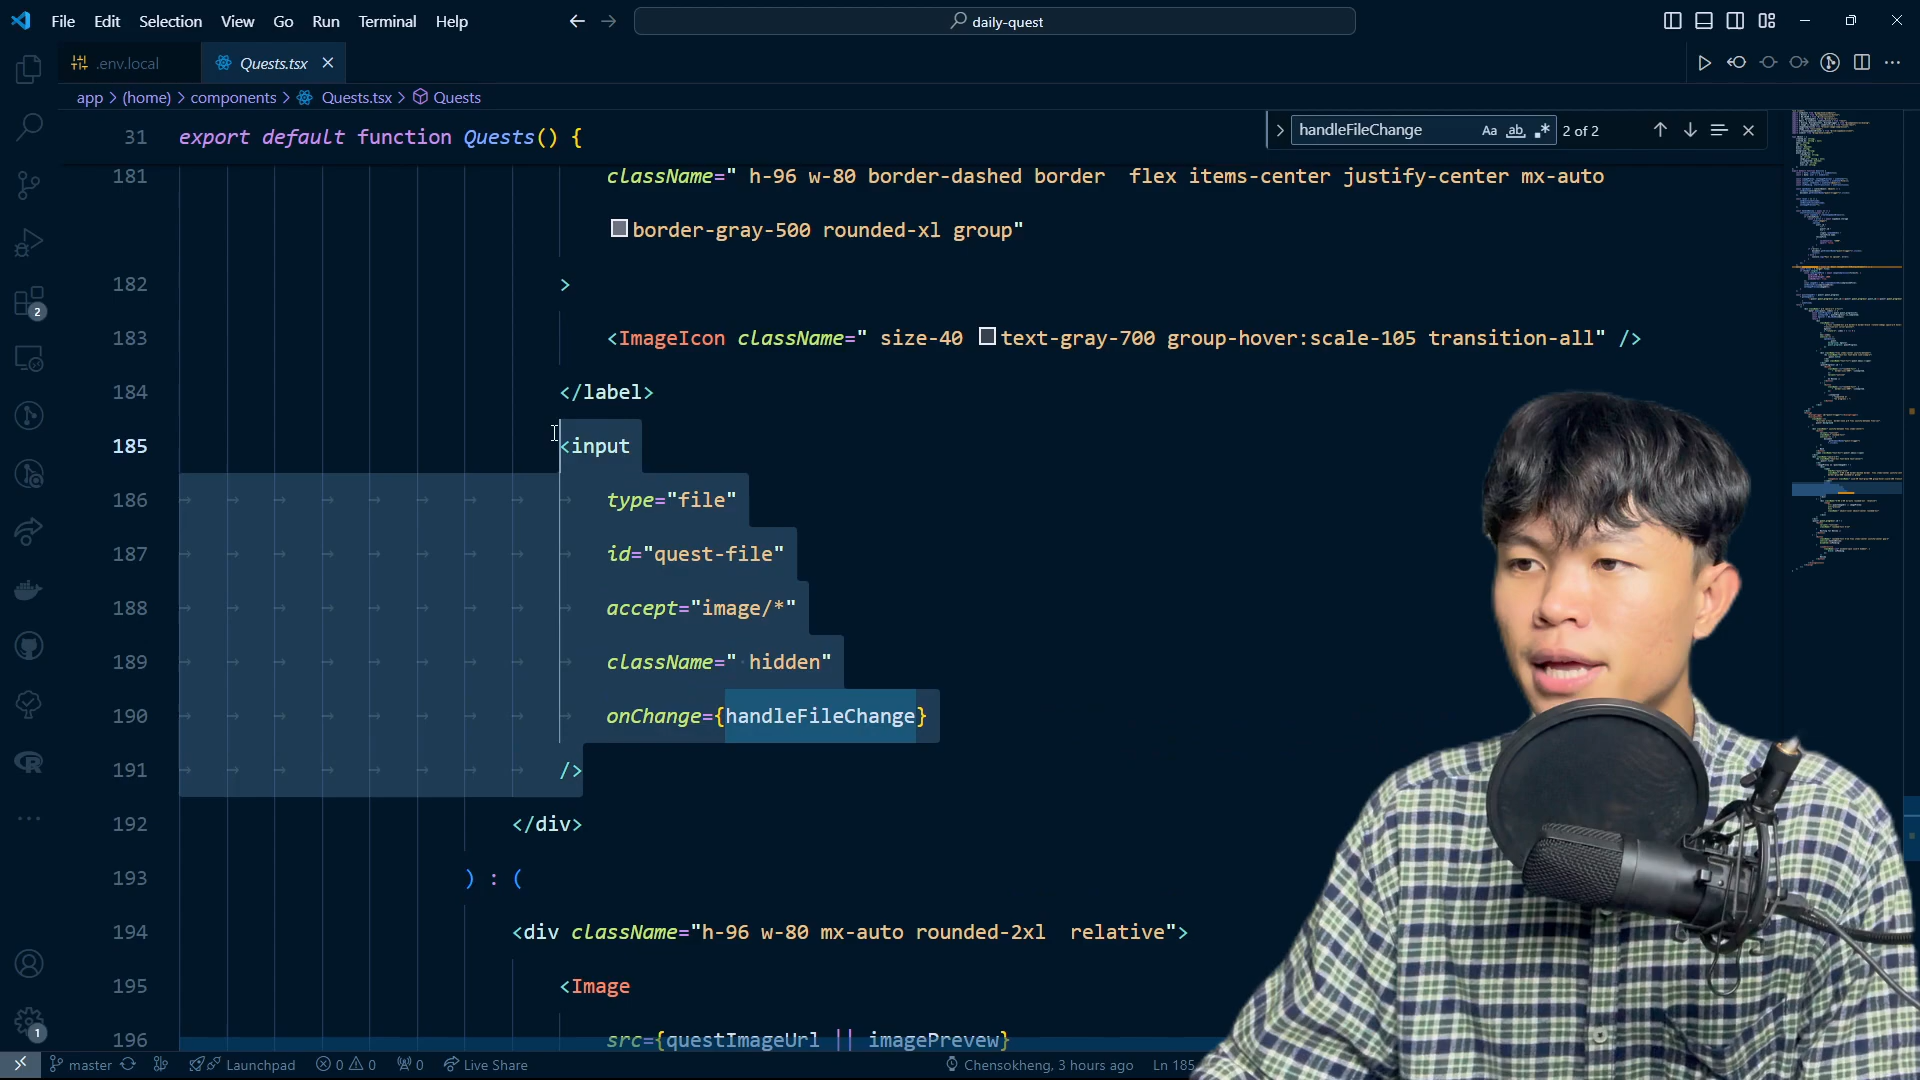 File Edit Selection View Go Run Terminal Help
daily-quest
.env.local Quests.tsx
app > (home) > components > Quests.tsx > Quests
handleFileChange Aa ab .* 2 of 2
31 export default function Quests() {
181 className=" h-96 w-80 border-dashed border flex items-center justify-center mx-auto
border-gray-500 rounded-xl group"
182 >
183 <ImageIcon className=" size-40 text-gray-700 group-hover:scale-105 transition-all" />
184 </label>
185 <input
186 type="file"
187 id="quest-file"
188 accept="image/*"
189 className=" hidden"
190 onChange={handleFileChange}
191 />
192 </div>
193 ) : (
194 <div className="h-96 w-80 mx-auto rounded-2xl relative">
195 <Image
196 src={questImageUrl || imagePrevew}
2
1
master Launchpad 0 0 0 Live Share Chensokheng, 3 hours ago Ln 185